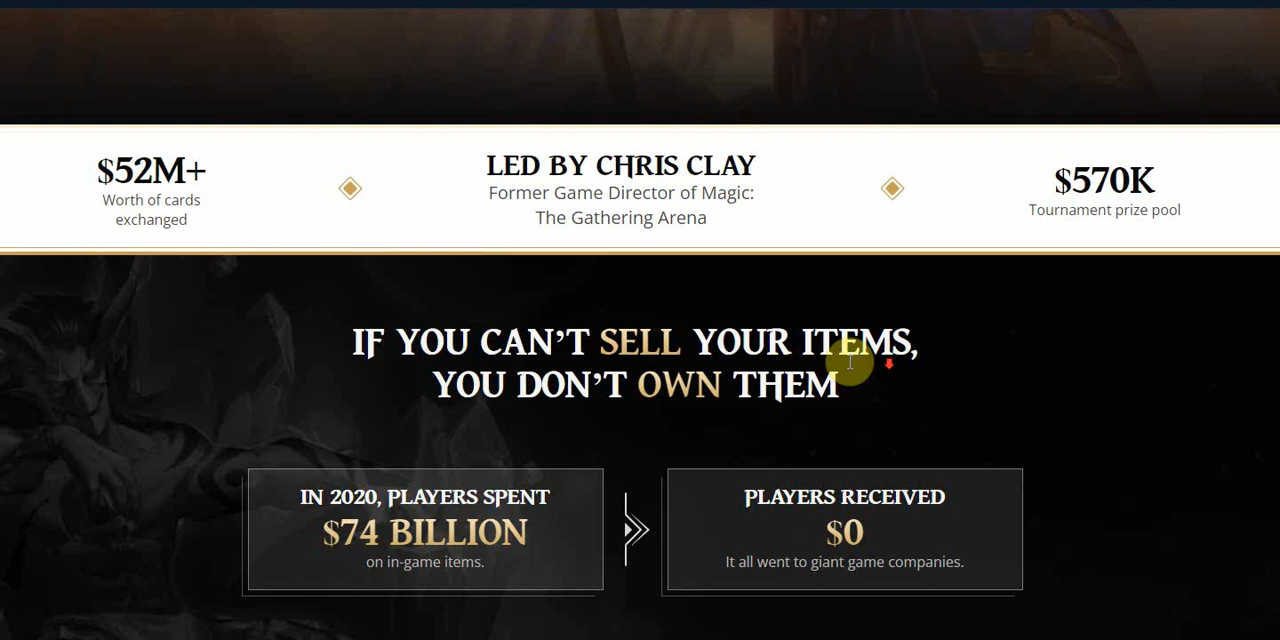 $52M+
Worth of cards
exchanged
LED BY CHRIS CLAY
Former Game Director of Magic:
The Gathering Arena
$570K
Tournament prize pool
IF YOU CAN'T SELL YOUR ITEMS,
YOU DON'T OWN THEM
IN 2020, PLAYERS SPENT
$74 BILLION
on in-game items.
PLAYERS RECEIVED
$0
It all went to giant game companies.